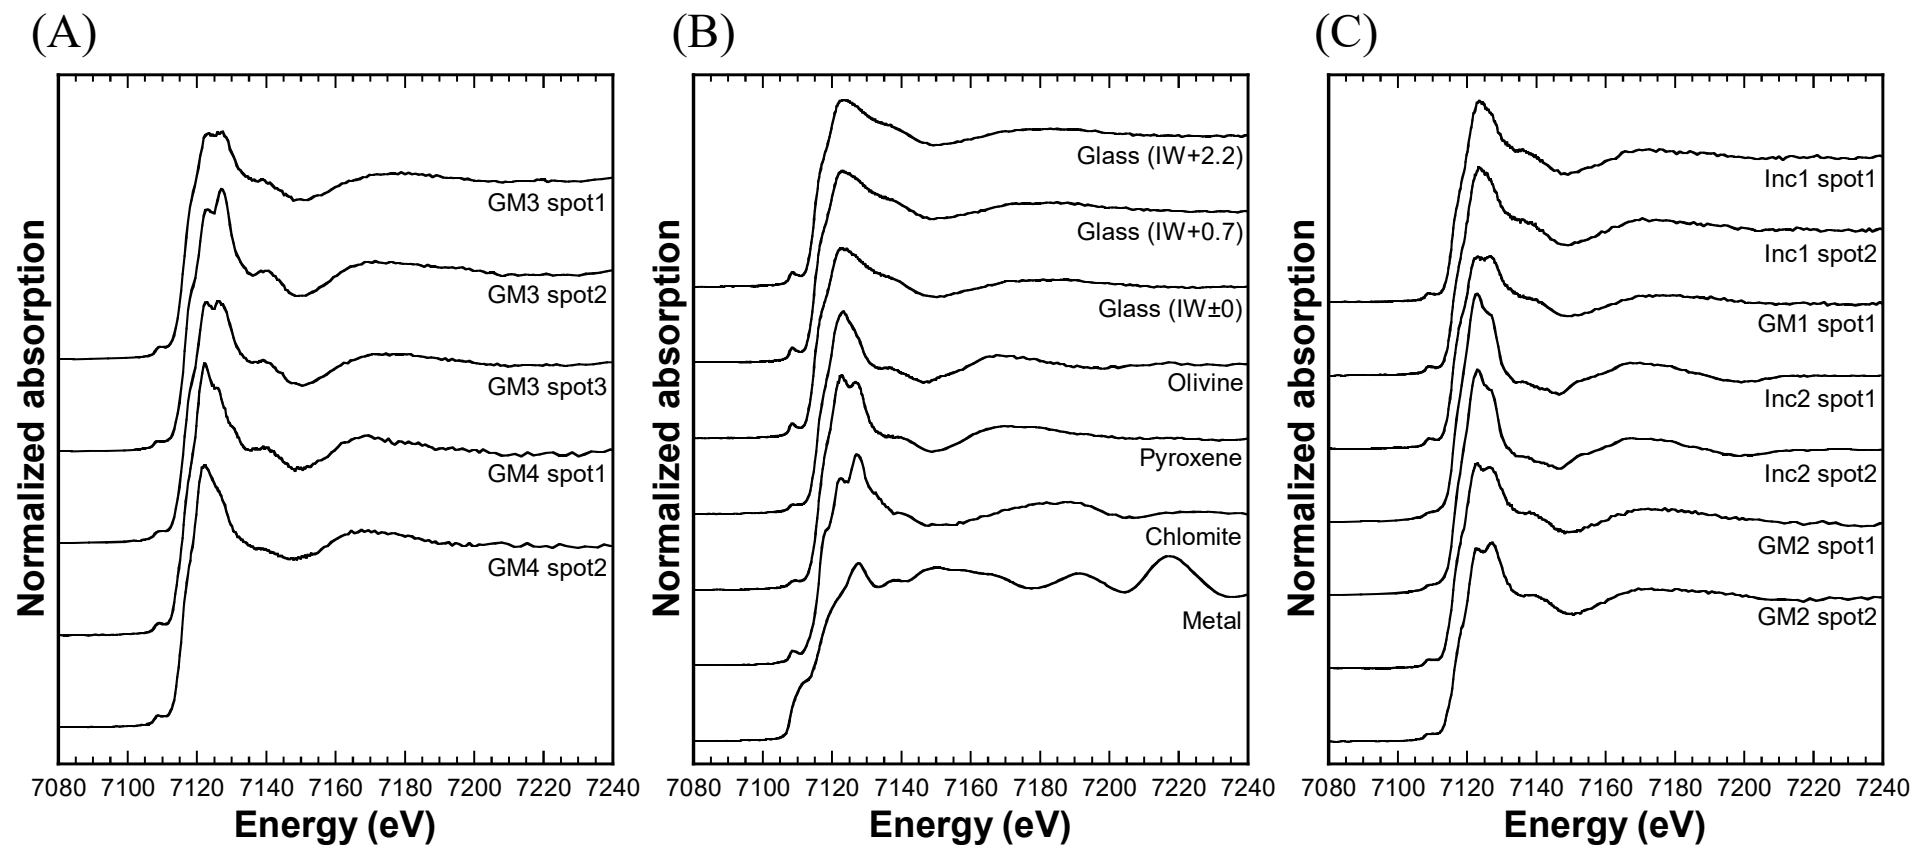 (A)
Normalized absorption
GM3 spot1
GM3 spot2
GM3 spot3
GM4 spot1
GM4 spot2
7080 7100 7120 7140 7160 7180 7200 7220 7240
Energy (eV)
(B)
Normalized absorption
Glass (IW+2.2)
Glass (IW+0.7)
Glass (IW±0)
Olivine
Pyroxene
Chlomite
Metal
7080 7100 7120 7140 7160 7180 7200 7220 7240
Energy (eV)
(C)
Normalized absorption
Inc1 spot1
Inc1 spot2
GM1 spot1
Inc2 spot1
Inc2 spot2
GM2 spot1
GM2 spot2
7080 7100 7120 7140 7160 7180 7200 7220 7240
Energy (eV)